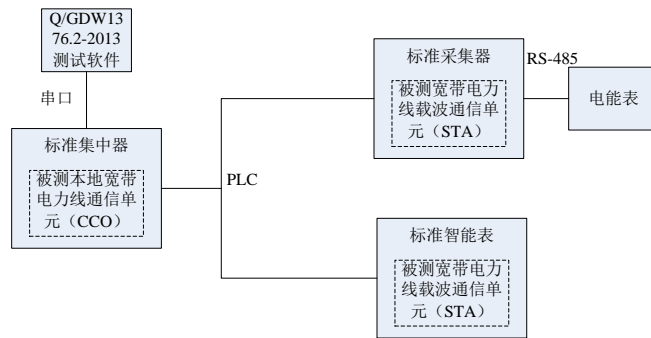 Q/GDW13
76.2-2013
测试软件
串口
标准集中器
被测本地宽带
电力线通信单
元（CCO）
PLC
标准采集器
被测宽带电力
线载波通信单
元（STA）
RS-485
电能表
标准智能表
被测宽带电力
线载波通信单
元（STA）